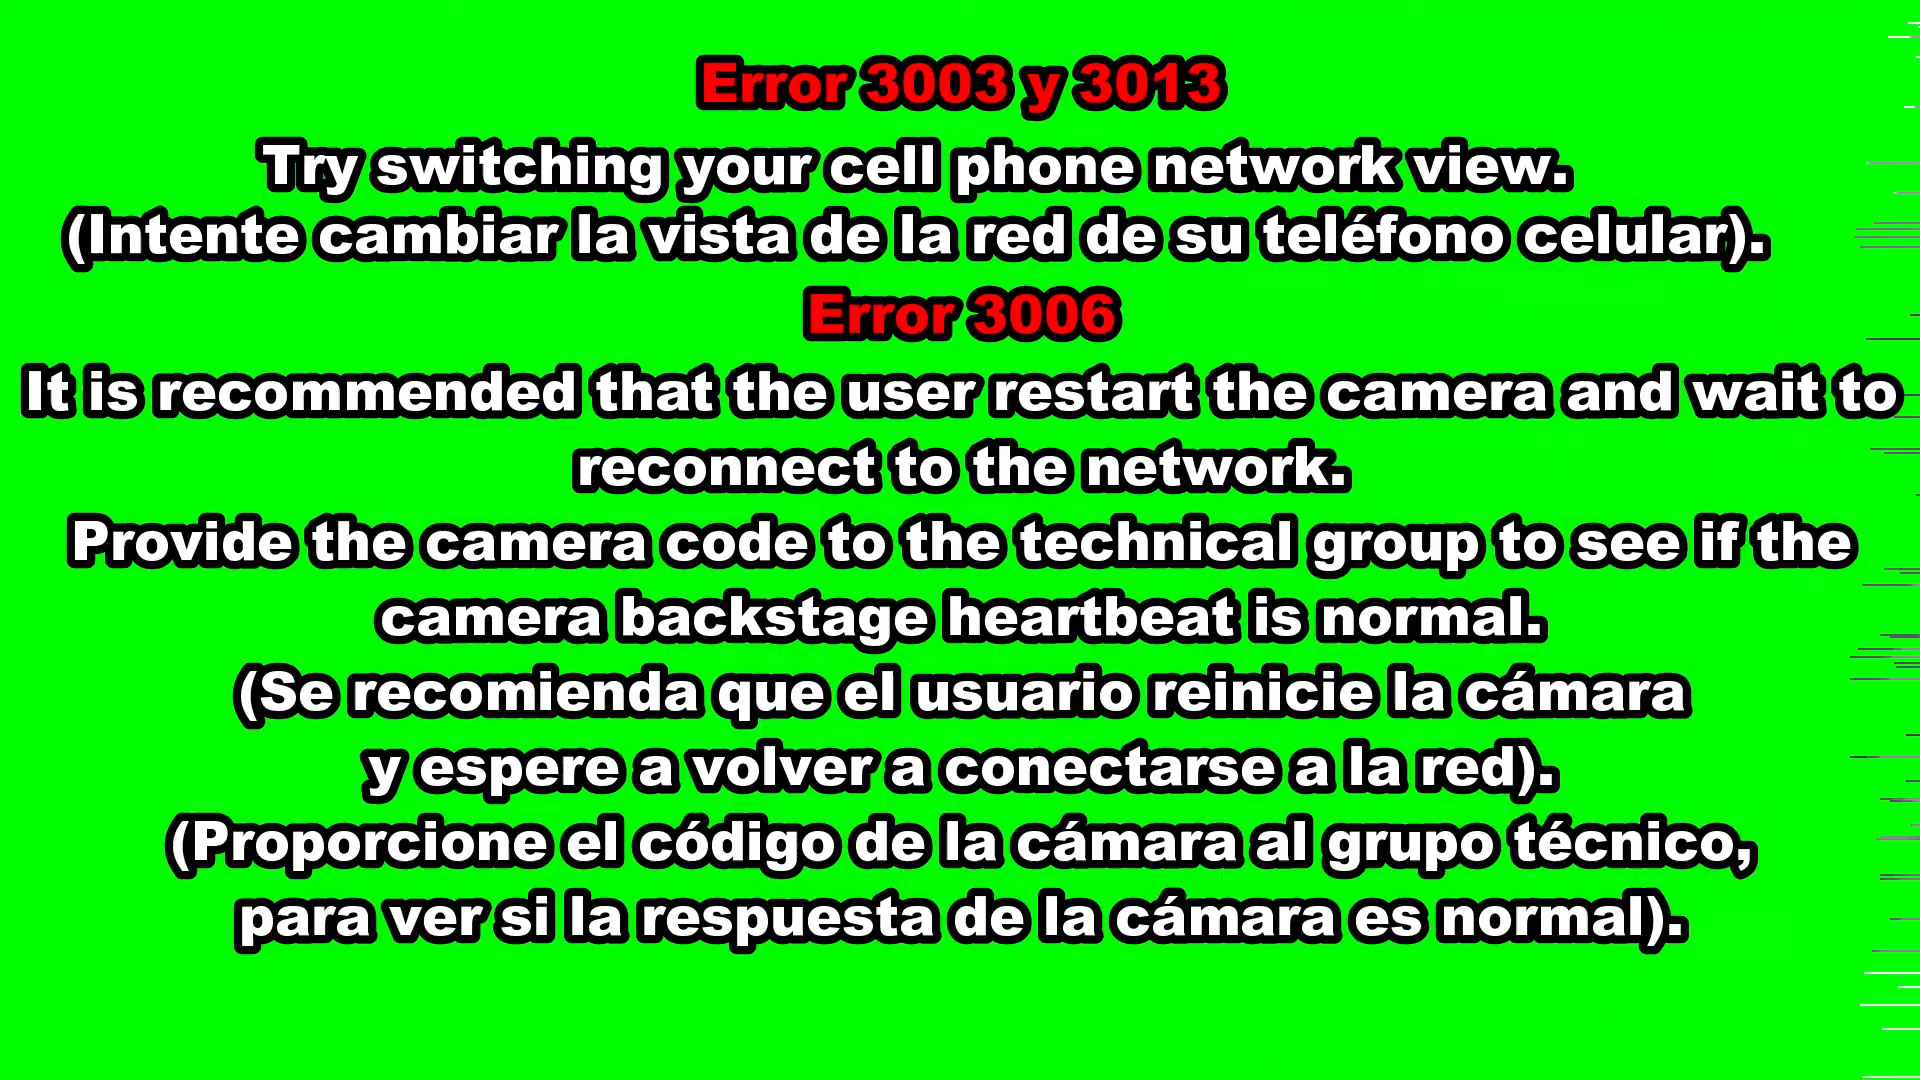 Error 3003 y 3013
Try switching your cell phone network view.
(Intente cambiar la vista de la red de su teléfono celular).
Error 3006
It is recommended that the user restart the camera and wait to
reconnect to the network.
Provide the camera code to the technical group to see if the
camera backstage heartbeat is normal.
(Se recomienda que el usuario reinicie la cámara
y espere a volver a conectarse a la red).
(Proporcione el código de la cámara al grupo técnico,
para ver si la respuesta de la cámara es normal).